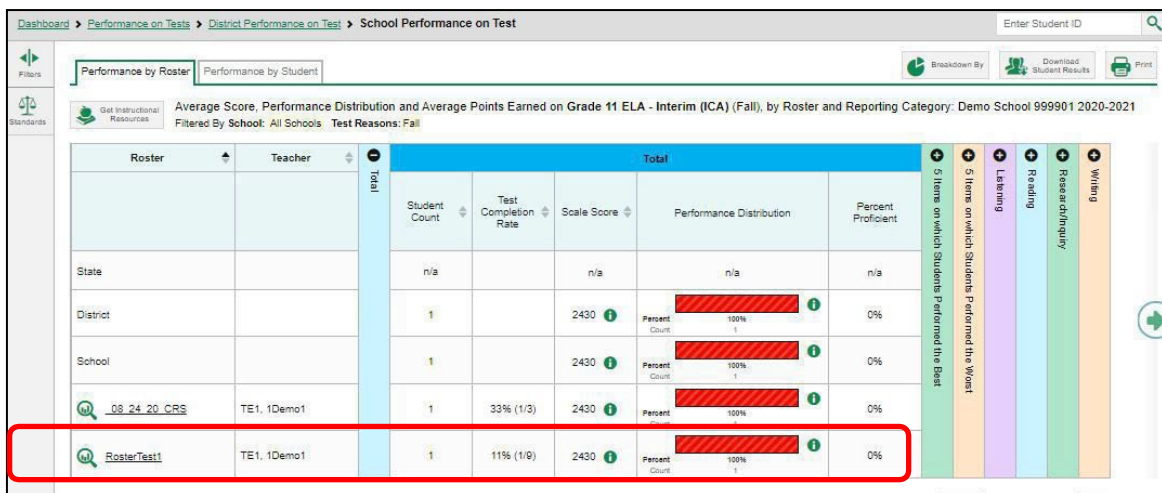 Dashboard > Performance on Tests > District Performance on Test > School Performance on Test
Enter Student ID
Filters
Standards
Performance by Roster
Performance by Student
Breakdown By
Download
Student Results
Print
Get Instructional
Resources
Average Score, Performance Distribution and Average Points Earned on Grade 11 ELA - Interim (ICA) (Fall), by Roster and Reporting Category: Demo School 999901 2020-2021
Filtered By School: All Schools Test Reasons: Fall
Roster
Teacher
Total
Total
Student
Count
Test
Completion
Rate
Scale Score
Performance Distribution
Percent
Proficient
5 Items on which Students Performed the Best
5 Items on which Students Performed the Worst
Listening
Reading
Research/Inquiry
Writing
State n/a n/a n/a n/a
District 1 2430 Percent 100% 0%
Count 1
School 1 2430 Percent 100% 0%
Count 1
_08_24_20_CRS TE1, 1Demo1 1 33% (1/3) 2430 Percent 100% 0%
Count 1
RosterTest1 TE1, 1Demo1 1 11% (1/9) 2430 Percent 100% 0%
Count 1